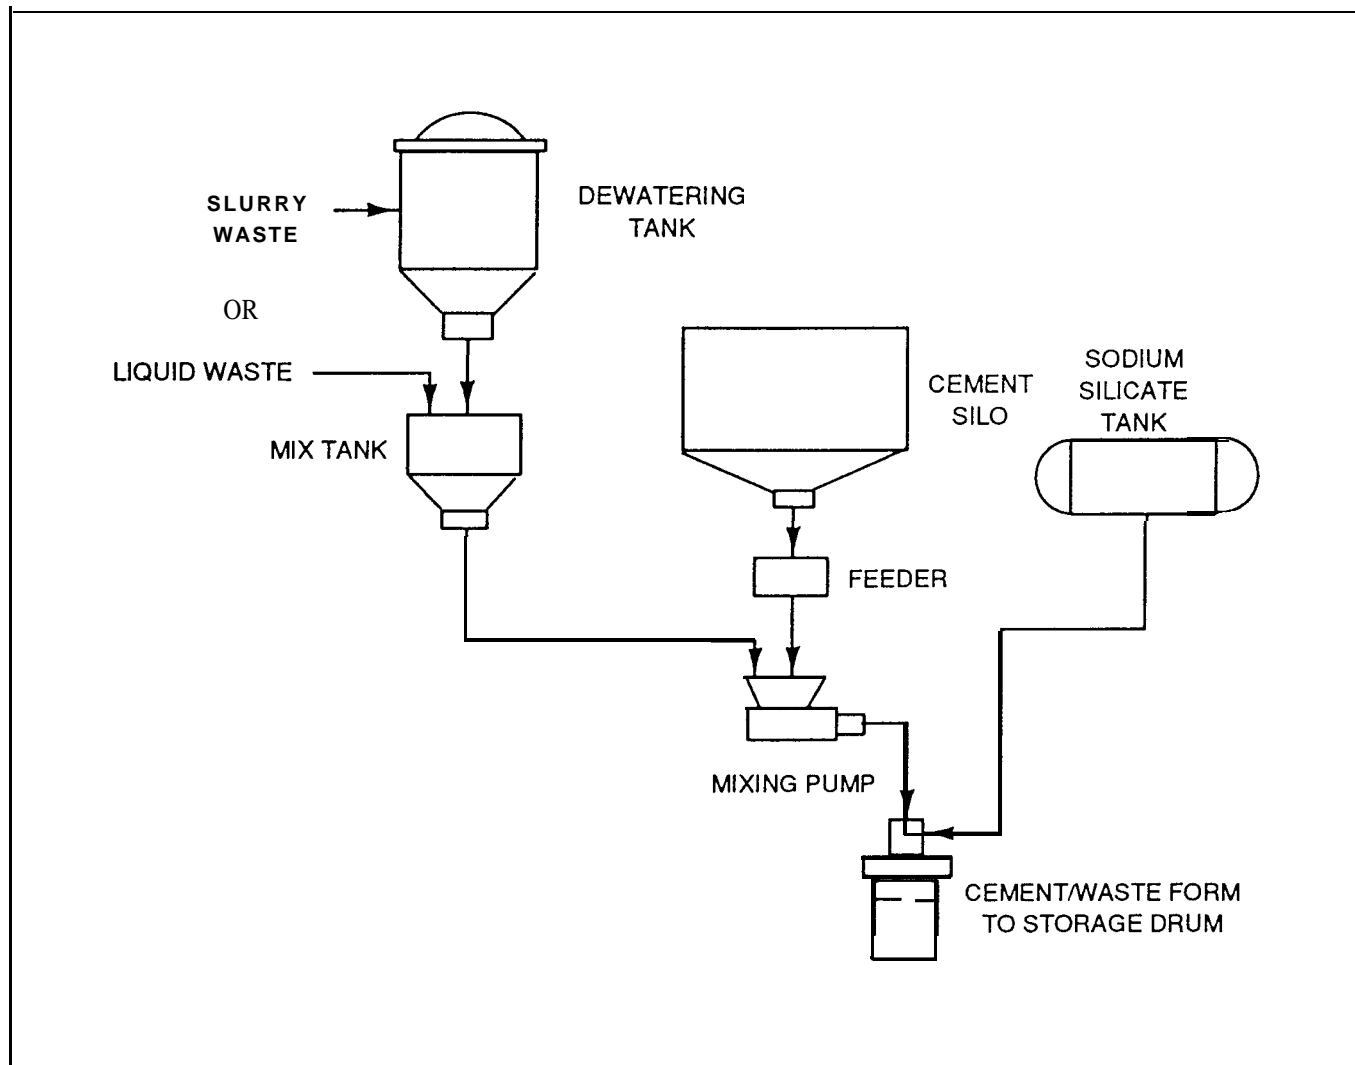 SLURRY
WASTE
DEWATERING
TANK
OR
LIQUID WASTE
MIX TANK
CEMENT
SILO
SODIUM
SILICATE
TANK
FEEDER
MIXING PUMP
CEMENT/WASTE FORM
TO STORAGE DRUM